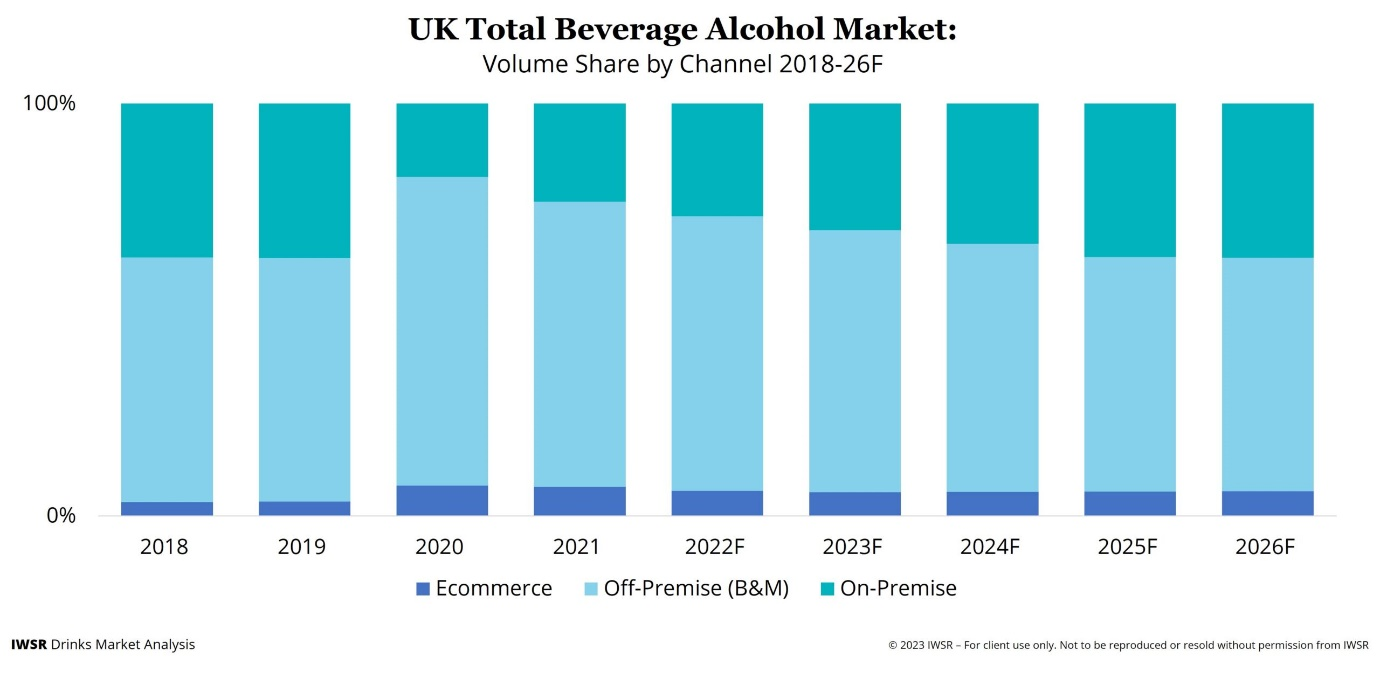 UK Total Beverage Alcohol Market:
Volume Share by Channel 2018-26F
100%
0%
2018 2019 2020 2021 2022F 2023F 2024F 2025F 2026F
Ecommerce Off-Premise (B&M) On-Premise
IWSR Drinks Market Analysis
© 2023 IWSR – For client use only. Not to be reproduced or resold without permission from IWSR